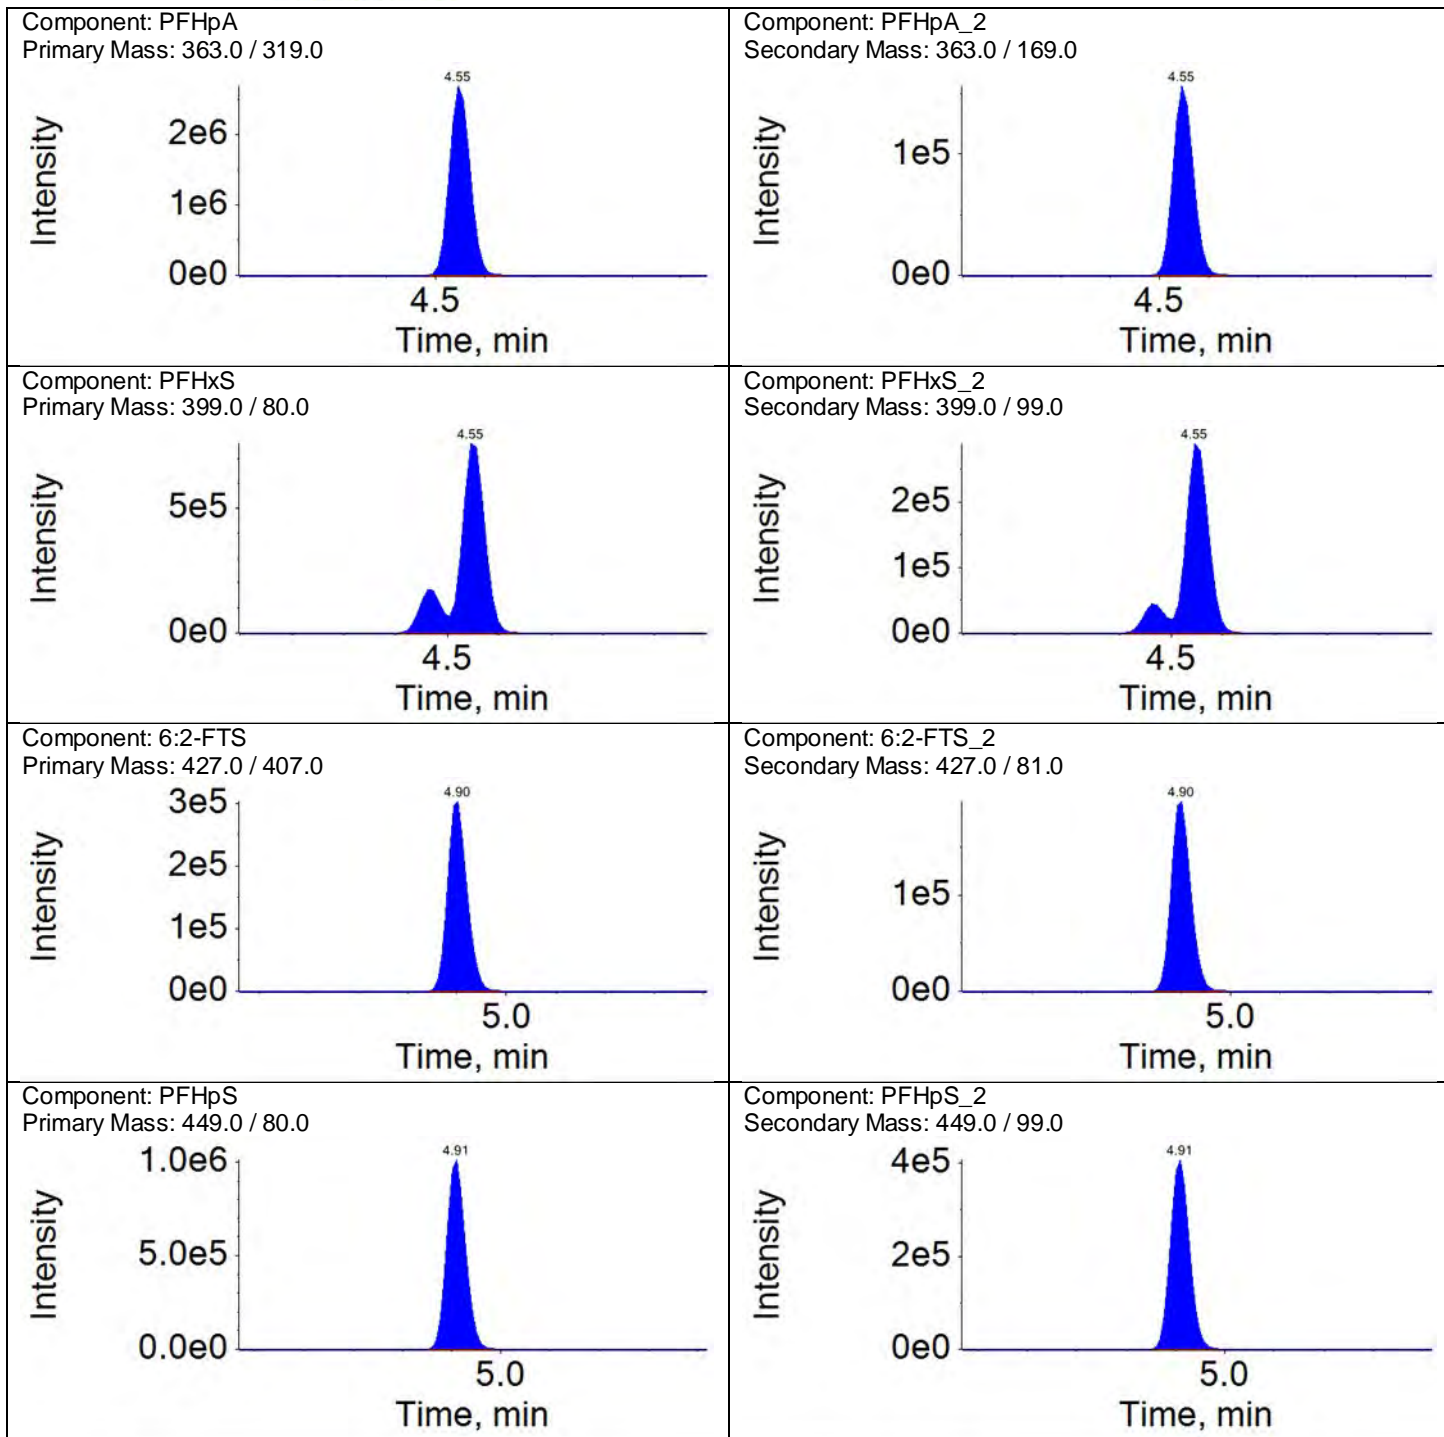 Component: PFHpA
Primary Mass: 363.0 / 319.0
4.55
Intensity
2e6
1e6
0e0
4.5
Time, min
Component: PFHpA_2
Secondary Mass: 363.0 / 169.0
4.55
Intensity
1e5
0e0
4.5
Time, min
Component: PFHxS
Primary Mass: 399.0 / 80.0
4.55
Intensity
5e5
0e0
4.5
Time, min
Component: PFHxS_2
Secondary Mass: 399.0 / 99.0
4.55
Intensity
2e5
1e5
0e0
4.5
Time, min
Component: 6:2-FTS
Primary Mass: 427.0 / 407.0
4.90
Intensity
3e5
2e5
1e5
0e0
5.0
Time, min
Component: 6:2-FTS_2
Secondary Mass: 427.0 / 81.0
4.90
Intensity
1e5
0e0
5.0
Time, min
Component: PFHpS
Primary Mass: 449.0 / 80.0
4.91
Intensity
1.0e6
5.0e5
0.0e0
5.0
Time, min
Component: PFHpS_2
Secondary Mass: 449.0 / 99.0
4.91
Intensity
4e5
2e5
0e0
5.0
Time, min